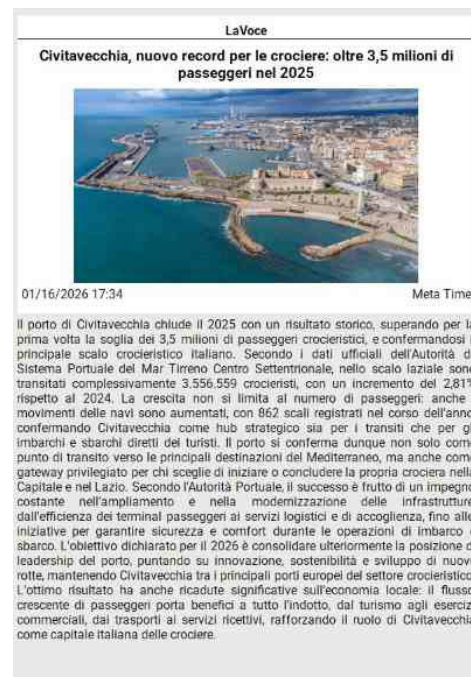 LaVoce
Civitavecchia, nuovo record per le crociere: oltre 3,5 milioni di
passeggeri nel 2025
01/16/2026 17:34
Meta Time
Il porto di Civitavecchia chiude il 2025 con un risultato storico, superando per l
prima volta la soglia dei 3,5 milioni di passeggeri crocieristici, e confermandosi i
principale scalo crocieristico italiano. Secondo i dati ufficiali dell'Autorità d
Sistema Portuale del Mar Tirreno Centro Settentrionale, nello scalo laziale sono
transitati complessivamente 3.556.559 crocieristi, con un incremento del 2,81%
rispetto al 2024. La crescita non si limita al numero di passeggeri: anche i
movimenti delle navi sono aumentati, con 862 scali registrati nel corso dell'anno
confermando Civitavecchia come hub strategico sia per i transiti che per gl
imbarchi e sbarchi diretti dei turisti. Il porto si conferma dunque non solo come
punto di transito verso le principali destinazioni del Mediterraneo, ma anche come
gateway privilegiato per chi sceglie di iniziare o concludere la propria crociera nella
Capitale e nel Lazio. Secondo l'Autorità Portuale, il successo è frutto di un impegno
costante nell'ampliamento e nella modernizzazione delle infrastrutture
dall'efficienza dei terminal passeggeri ai servizi logistici e di accoglienza, fino alle
iniziative per garantire sicurezza e comfort durante le operazioni di imbarco e
sbarco. L'obiettivo dichiarato per il 2026 è consolidare ulteriormente la posizione d
leadership del porto, puntando su innovazione, sostenibilità e sviluppo di nuove
rotte, mantenendo Civitavecchia tra i principali porti europei del settore crocieristico
L'ottimo risultato ha anche ricadute significative sull'economia locale: il flusso
crescente di passeggeri porta benefici a tutto l'indotto, dal turismo agli esercizi
commerciali, dai trasporti ai servizi ricettivi, rafforzando il ruolo di Civitavecchia
come capitale italiana delle crociere.